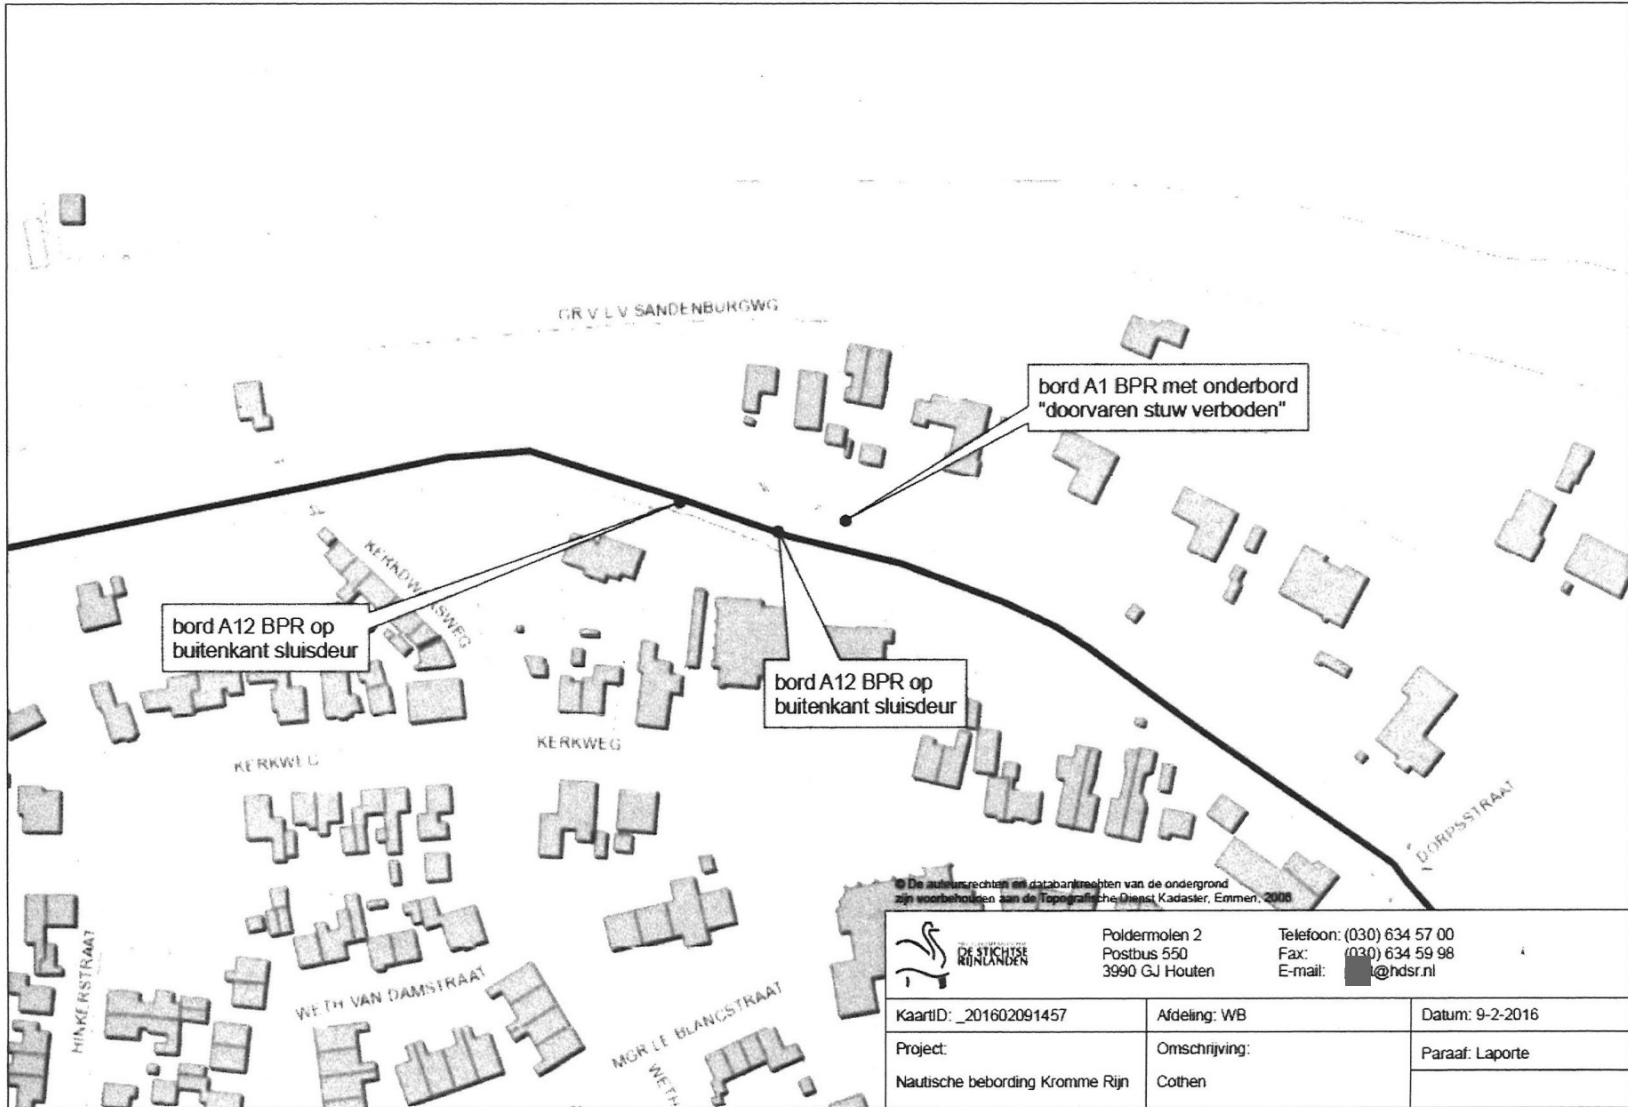 GR V L V SANDENBURGWG
bord A1 BPR met onderbord
"doorvaren stuw verboden"
bord A12 BPR op
buitenkant sluisdeur
bord A12 BPR op
buitenkant sluisdeur
KERKWEG
KERKWEG
DORPSSTRAAT
HINKERSTRAAT
WETH VAN DAMSTRAAT
MGR LE BLANCSTRAAT
WETH
© De auteursrechten en databankrechten van de ondergrond
zijn voorbehouden aan de Topografische Dienst Kadaster, Emmen, 2008
DE STICHTSE
RIJNLANDEN
Poldermolen 2
Postbus 550
3990 GJ Houten
Telefoon: (030) 634 57 00
Fax: (030) 634 59 98
E-mail: @hdsr.nl
KaartID: _201602091457
Afdeling: WB
Datum: 9-2-2016
Project:
Nautische bebording Kromme Rijn
Omschrijving:
Cothen
Paraaf: Laporte